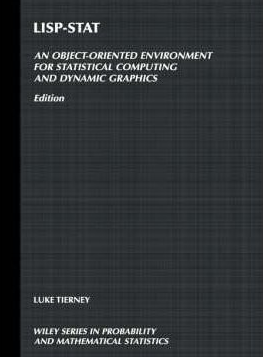 LISP-STAT
AN OBJECT-ORIENTED ENVIRONMENT
FOR STATISTICAL COMPUTING
AND DYNAMIC GRAPHICS
Edition
LUKE TIERNEY
WILEY SERIES IN PROBABILITY
AND MATHEMATICAL STATISTICS